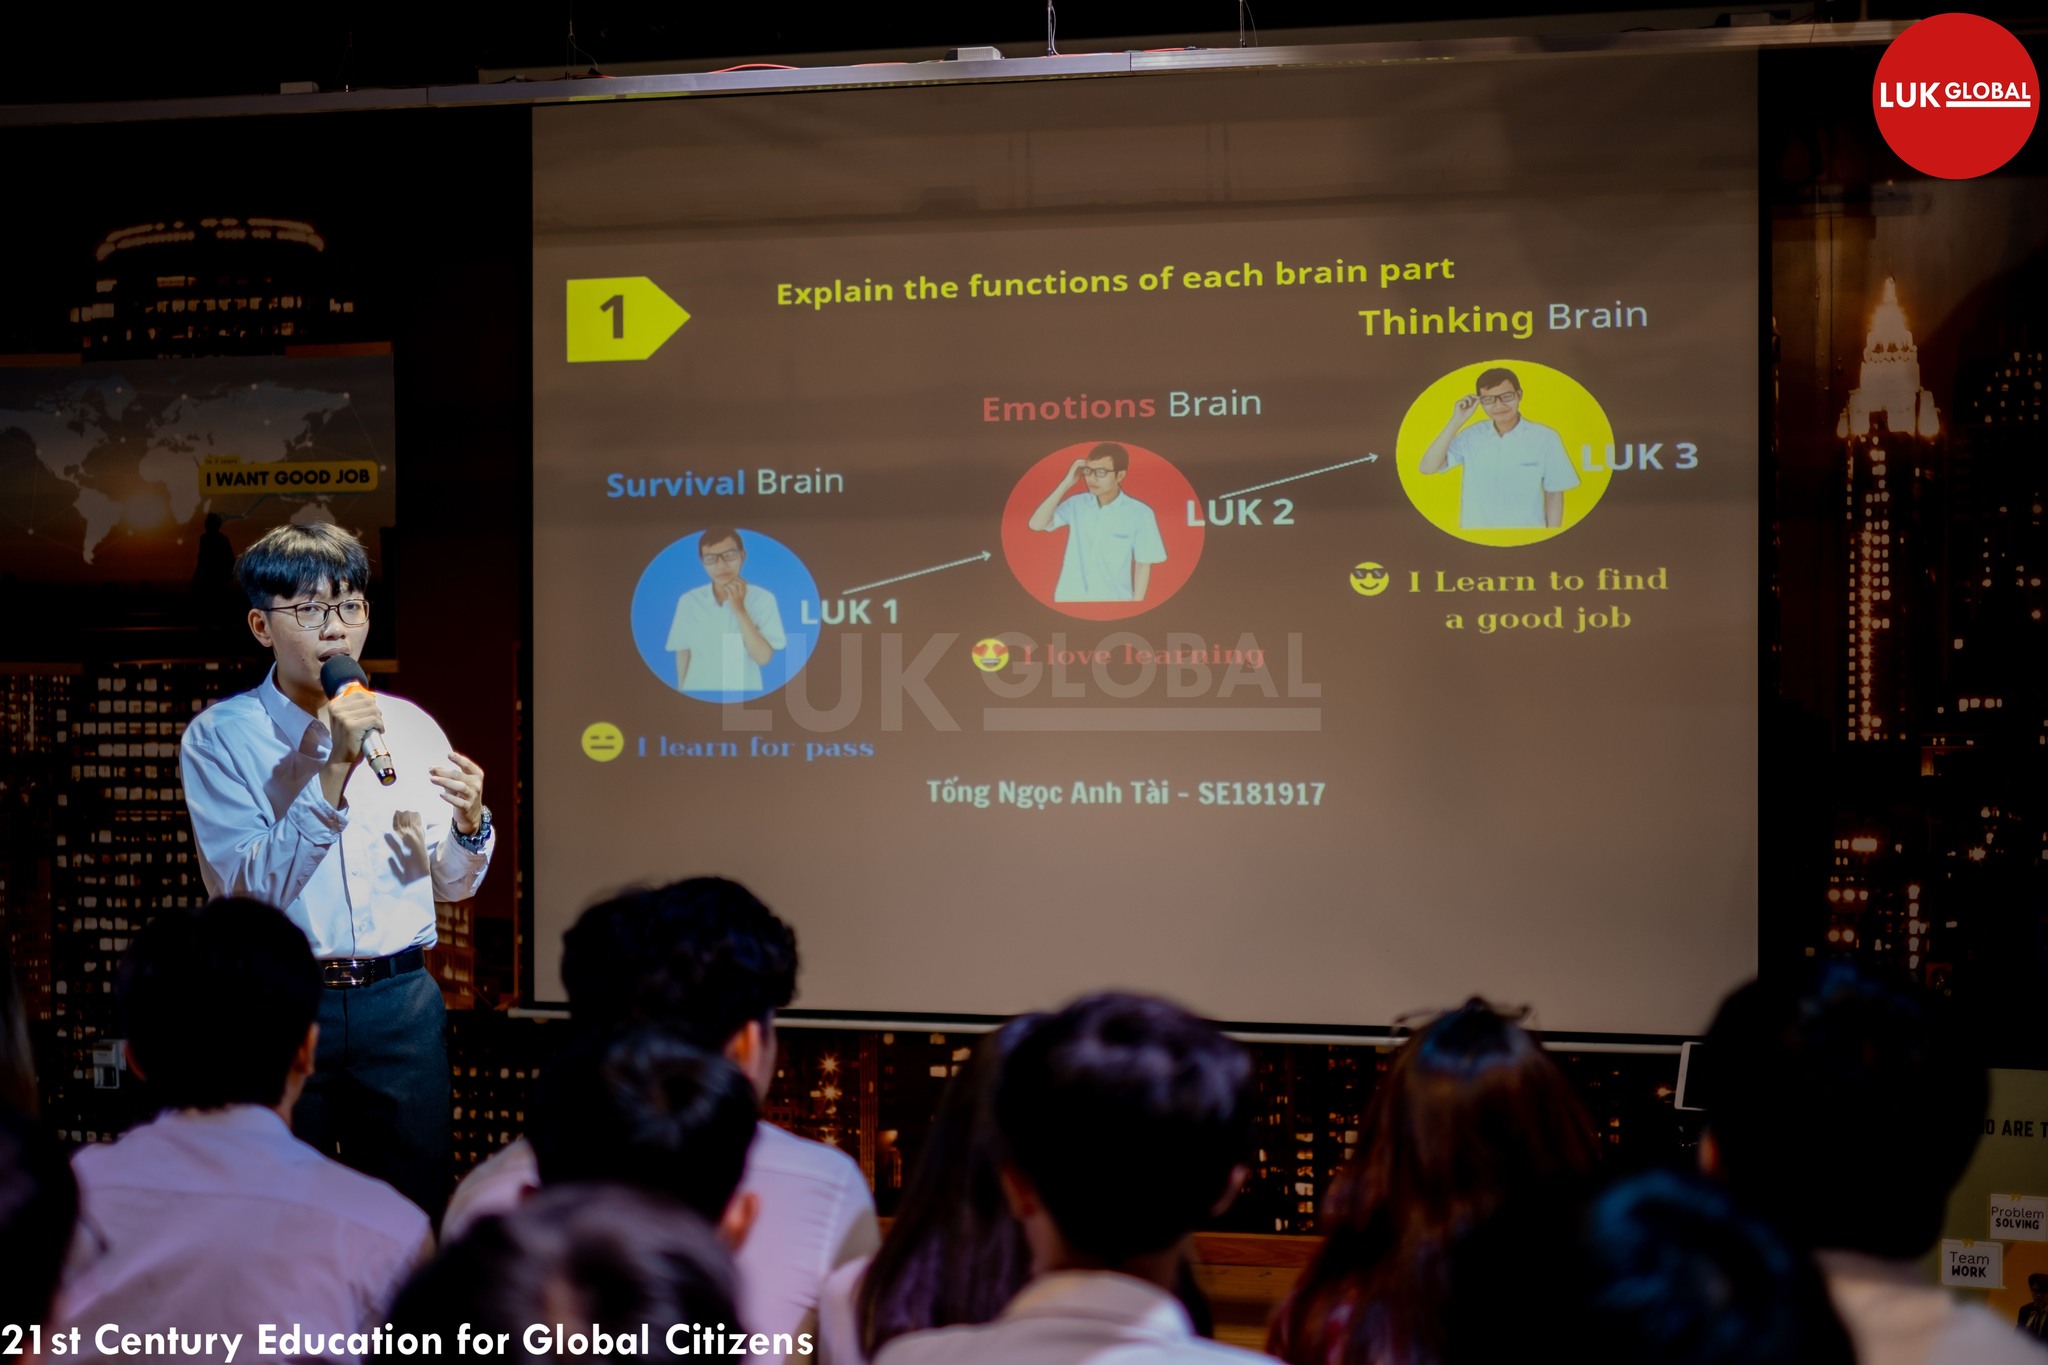 LUK GLOBAL
1
Explain the functions of each brain part
Thinking Brain
Emotions Brain
LUK 3
Survival Brain
I WANT GOOD JOB
LUK 2
I Learn to find
a good job
LUK 1
I love learning
LUK GLOBAL
I learn for pass
Tống Ngọc Anh Tài - SE181917
ARE
Problem
SOLVING
Team
WORK
21st Century Education for Global Citizens